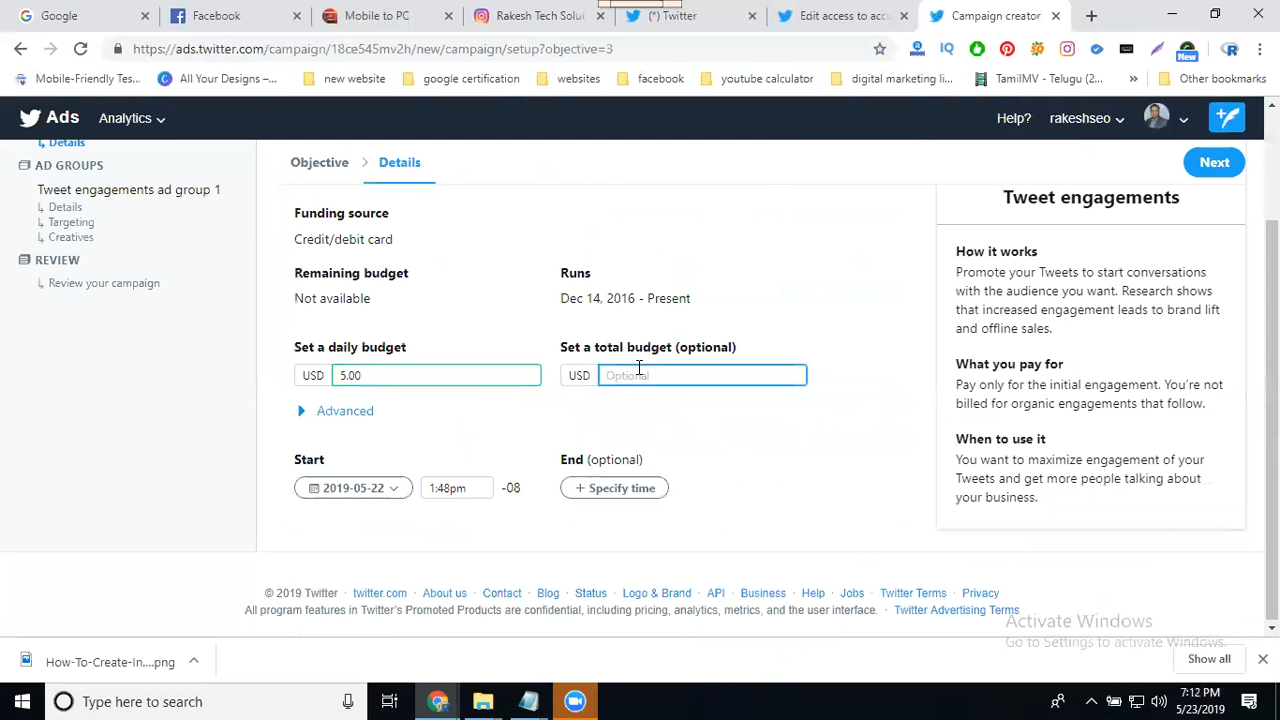 Google
Facebook
Mobile to PC
Rakesh Tech Solu
(*) Twitter
Edit access to acc
Campaign creator
https://ads.twitter.com/campaign/18ce545mv2h/new/campaign/setup?objective=3
New
Mobile-Friendly Tes...
All Your Designs –...
new website
google certification
websites
facebook
youtube calculator
digital marketing li...
TamilMV - Telugu (2...
Other bookmarks
Ads
Analytics
Help?
rakeshseo
Details
AD GROUPS
Tweet engagements ad group 1
Details
Targeting
Creatives
REVIEW
Review your campaign
Objective
Details
Next
Funding source
Credit/debit card
Remaining budget
Runs
Not available
Dec 14, 2016 - Present
Set a daily budget
Set a total budget (optional)
USD
5.00
USD
Optional
Advanced
Start
End (optional)
2019-05-22
1:48pm
-08
+ Specify time
Tweet engagements
How it works
Promote your Tweets to start conversations
with the audience you want. Research shows
that increased engagement leads to brand lift
and offline sales.
What you pay for
Pay only for the initial engagement. You’re not
billed for organic engagements that follow.
When to use it
You want to maximize engagement of your
Tweets and get more people talking about
your business.
© 2019 Twitter · twitter.com · About us · Contact · Blog · Status · Logo & Brand · API · Business · Help · Jobs · Twitter Terms · Privacy
All program features in Twitter’s Promoted Products are confidential, including pricing, analytics, metrics, and the user interface. · Twitter Advertising Terms
Activate Windows
Go to Settings to activate Windows.
How-To-Create-In....png
Show all
Type here to search
7:12 PM
5/23/2019